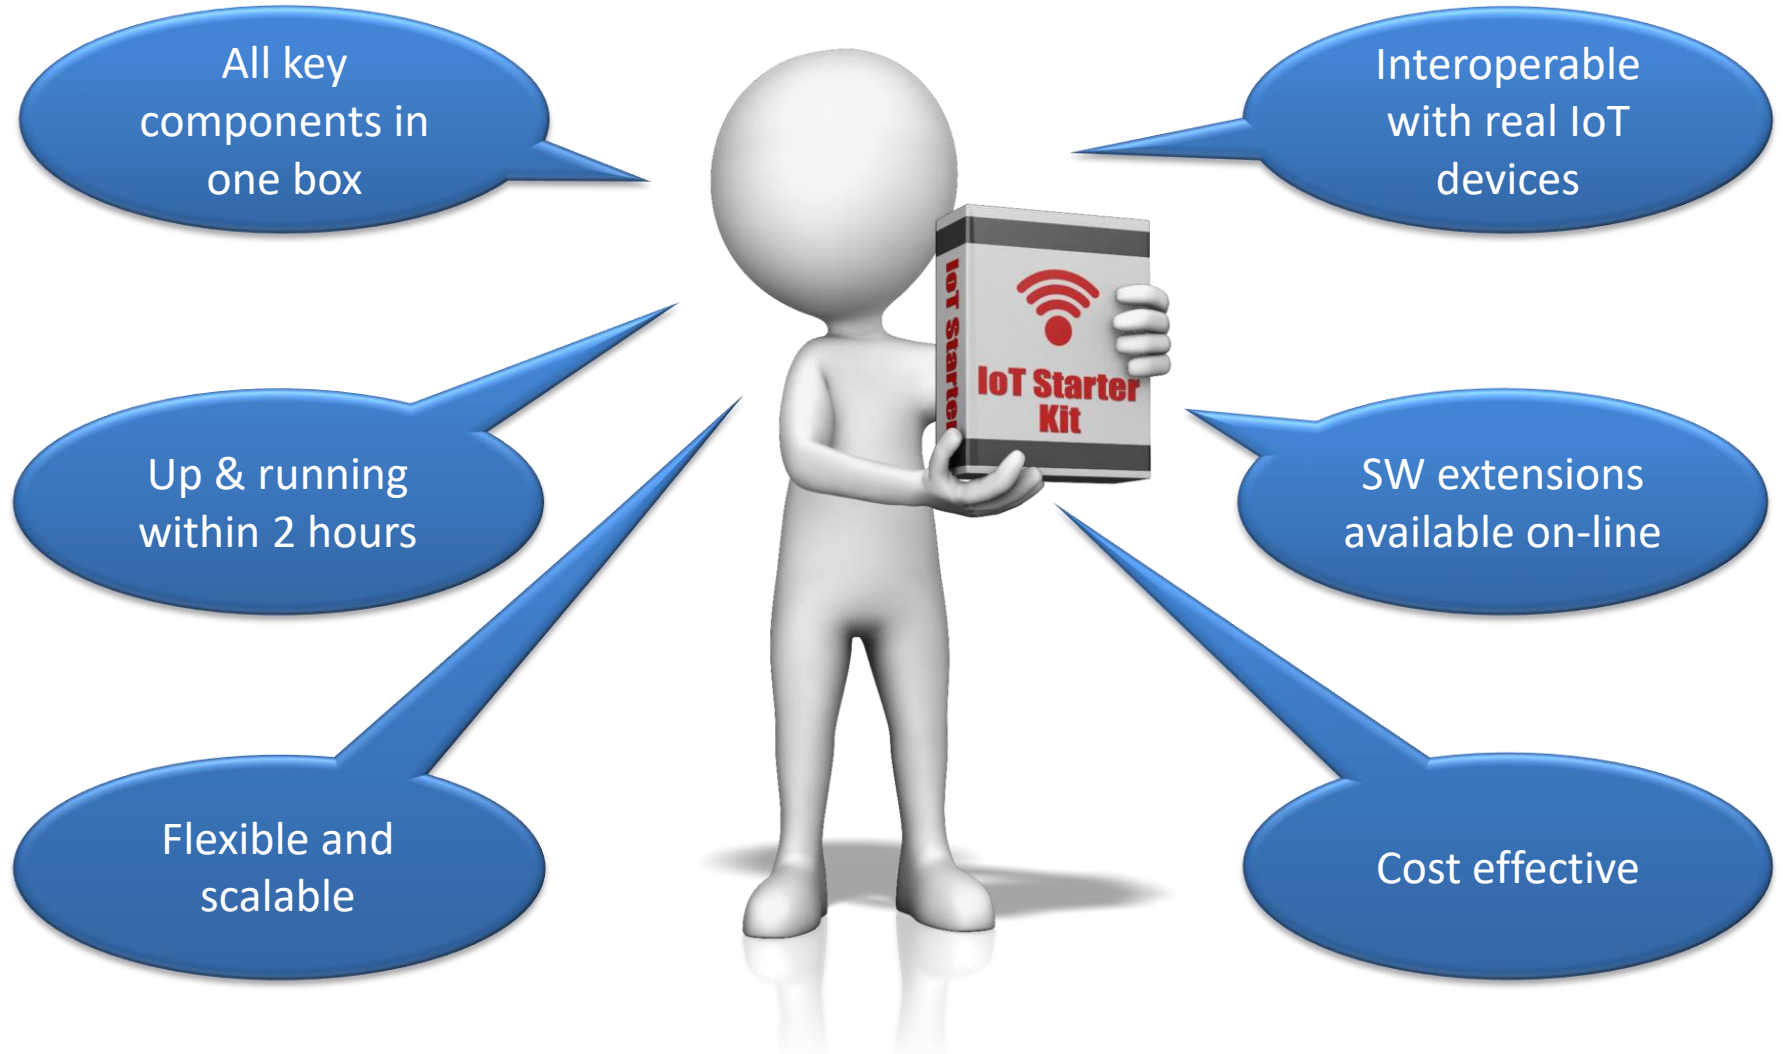 All key
components in
one box
Interoperable
with real IoT
devices
IoT Starter
IoT Starter
Kit
Up & running
within 2 hours
SW extensions
available on-line
Flexible and
scalable
Cost effective